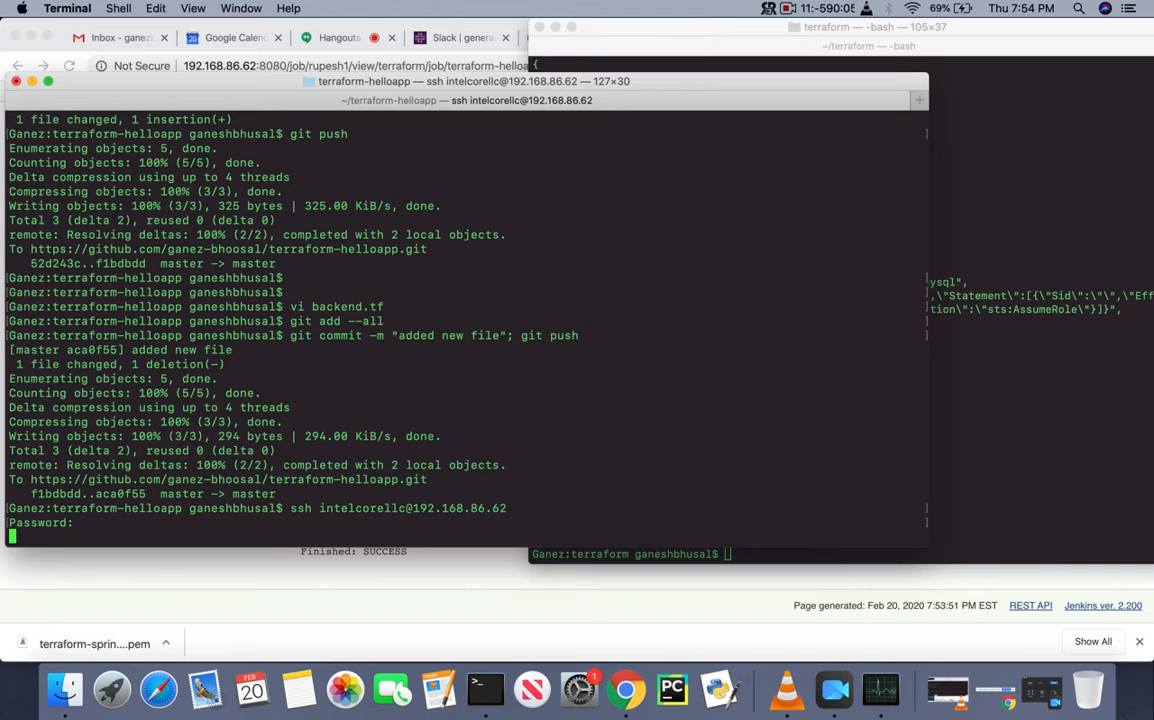 Terminal Shell Edit View Window Help
11:-590:05 69% Thu 7:54 PM
Inbox - ganez Google Calen Hangouts Slack | genera
terraform — -bash — 105×37
~/terraform — -bash
Not Secure 192.168.86.62:8080/job/rupesh1/view/terraform/job/terraform-helloa
{
terraform-helloapp — ssh intelcorellc@192.168.86.62 — 127×30
~/terraform-helloapp — ssh intelcorellc@192.168.86.62
1 file changed, 1 insertion(+)
Ganez:terraform-helloapp ganeshbhusal$ git push
Enumerating objects: 5, done.
Counting objects: 100% (5/5), done.
Delta compression using up to 4 threads
Compressing objects: 100% (3/3), done.
Writing objects: 100% (3/3), 325 bytes | 325.00 KiB/s, done.
Total 3 (delta 2), reused 0 (delta 0)
remote: Resolving deltas: 100% (2/2), completed with 2 local objects.
To https://github.com/ganez-bhoosal/terraform-helloapp.git
52d243c..f1bdbdd master -> master
Ganez:terraform-helloapp ganeshbhusal$
Ganez:terraform-helloapp ganeshbhusal$
Ganez:terraform-helloapp ganeshbhusal$ vi backend.tf
Ganez:terraform-helloapp ganeshbhusal$ git add --all
Ganez:terraform-helloapp ganeshbhusal$ git commit -m "added new file"; git push
[master aca0f55] added new file
1 file changed, 1 deletion(-)
Enumerating objects: 5, done.
Counting objects: 100% (5/5), done.
Delta compression using up to 4 threads
Compressing objects: 100% (3/3), done.
Writing objects: 100% (3/3), 294 bytes | 294.00 KiB/s, done.
Total 3 (delta 2), reused 0 (delta 0)
remote: Resolving deltas: 100% (2/2), completed with 2 local objects.
To https://github.com/ganez-bhoosal/terraform-helloapp.git
f1bdbdd..aca0f55 master -> master
Ganez:terraform-helloapp ganeshbhusal$ ssh intelcorellc@192.168.86.62
Password:
ysql",
,\"Statement\":[{\"Sid\":\"\",\"Eff
tion\":\"sts:AssumeRole\"}]}",
Finished: SUCCESS
Ganez:terraform ganeshbhusal$
Page generated: Feb 20, 2020 7:53:51 PM EST REST API Jenkins ver. 2.200
terraform-sprin....pem
Show All
FEB
20
1
PC